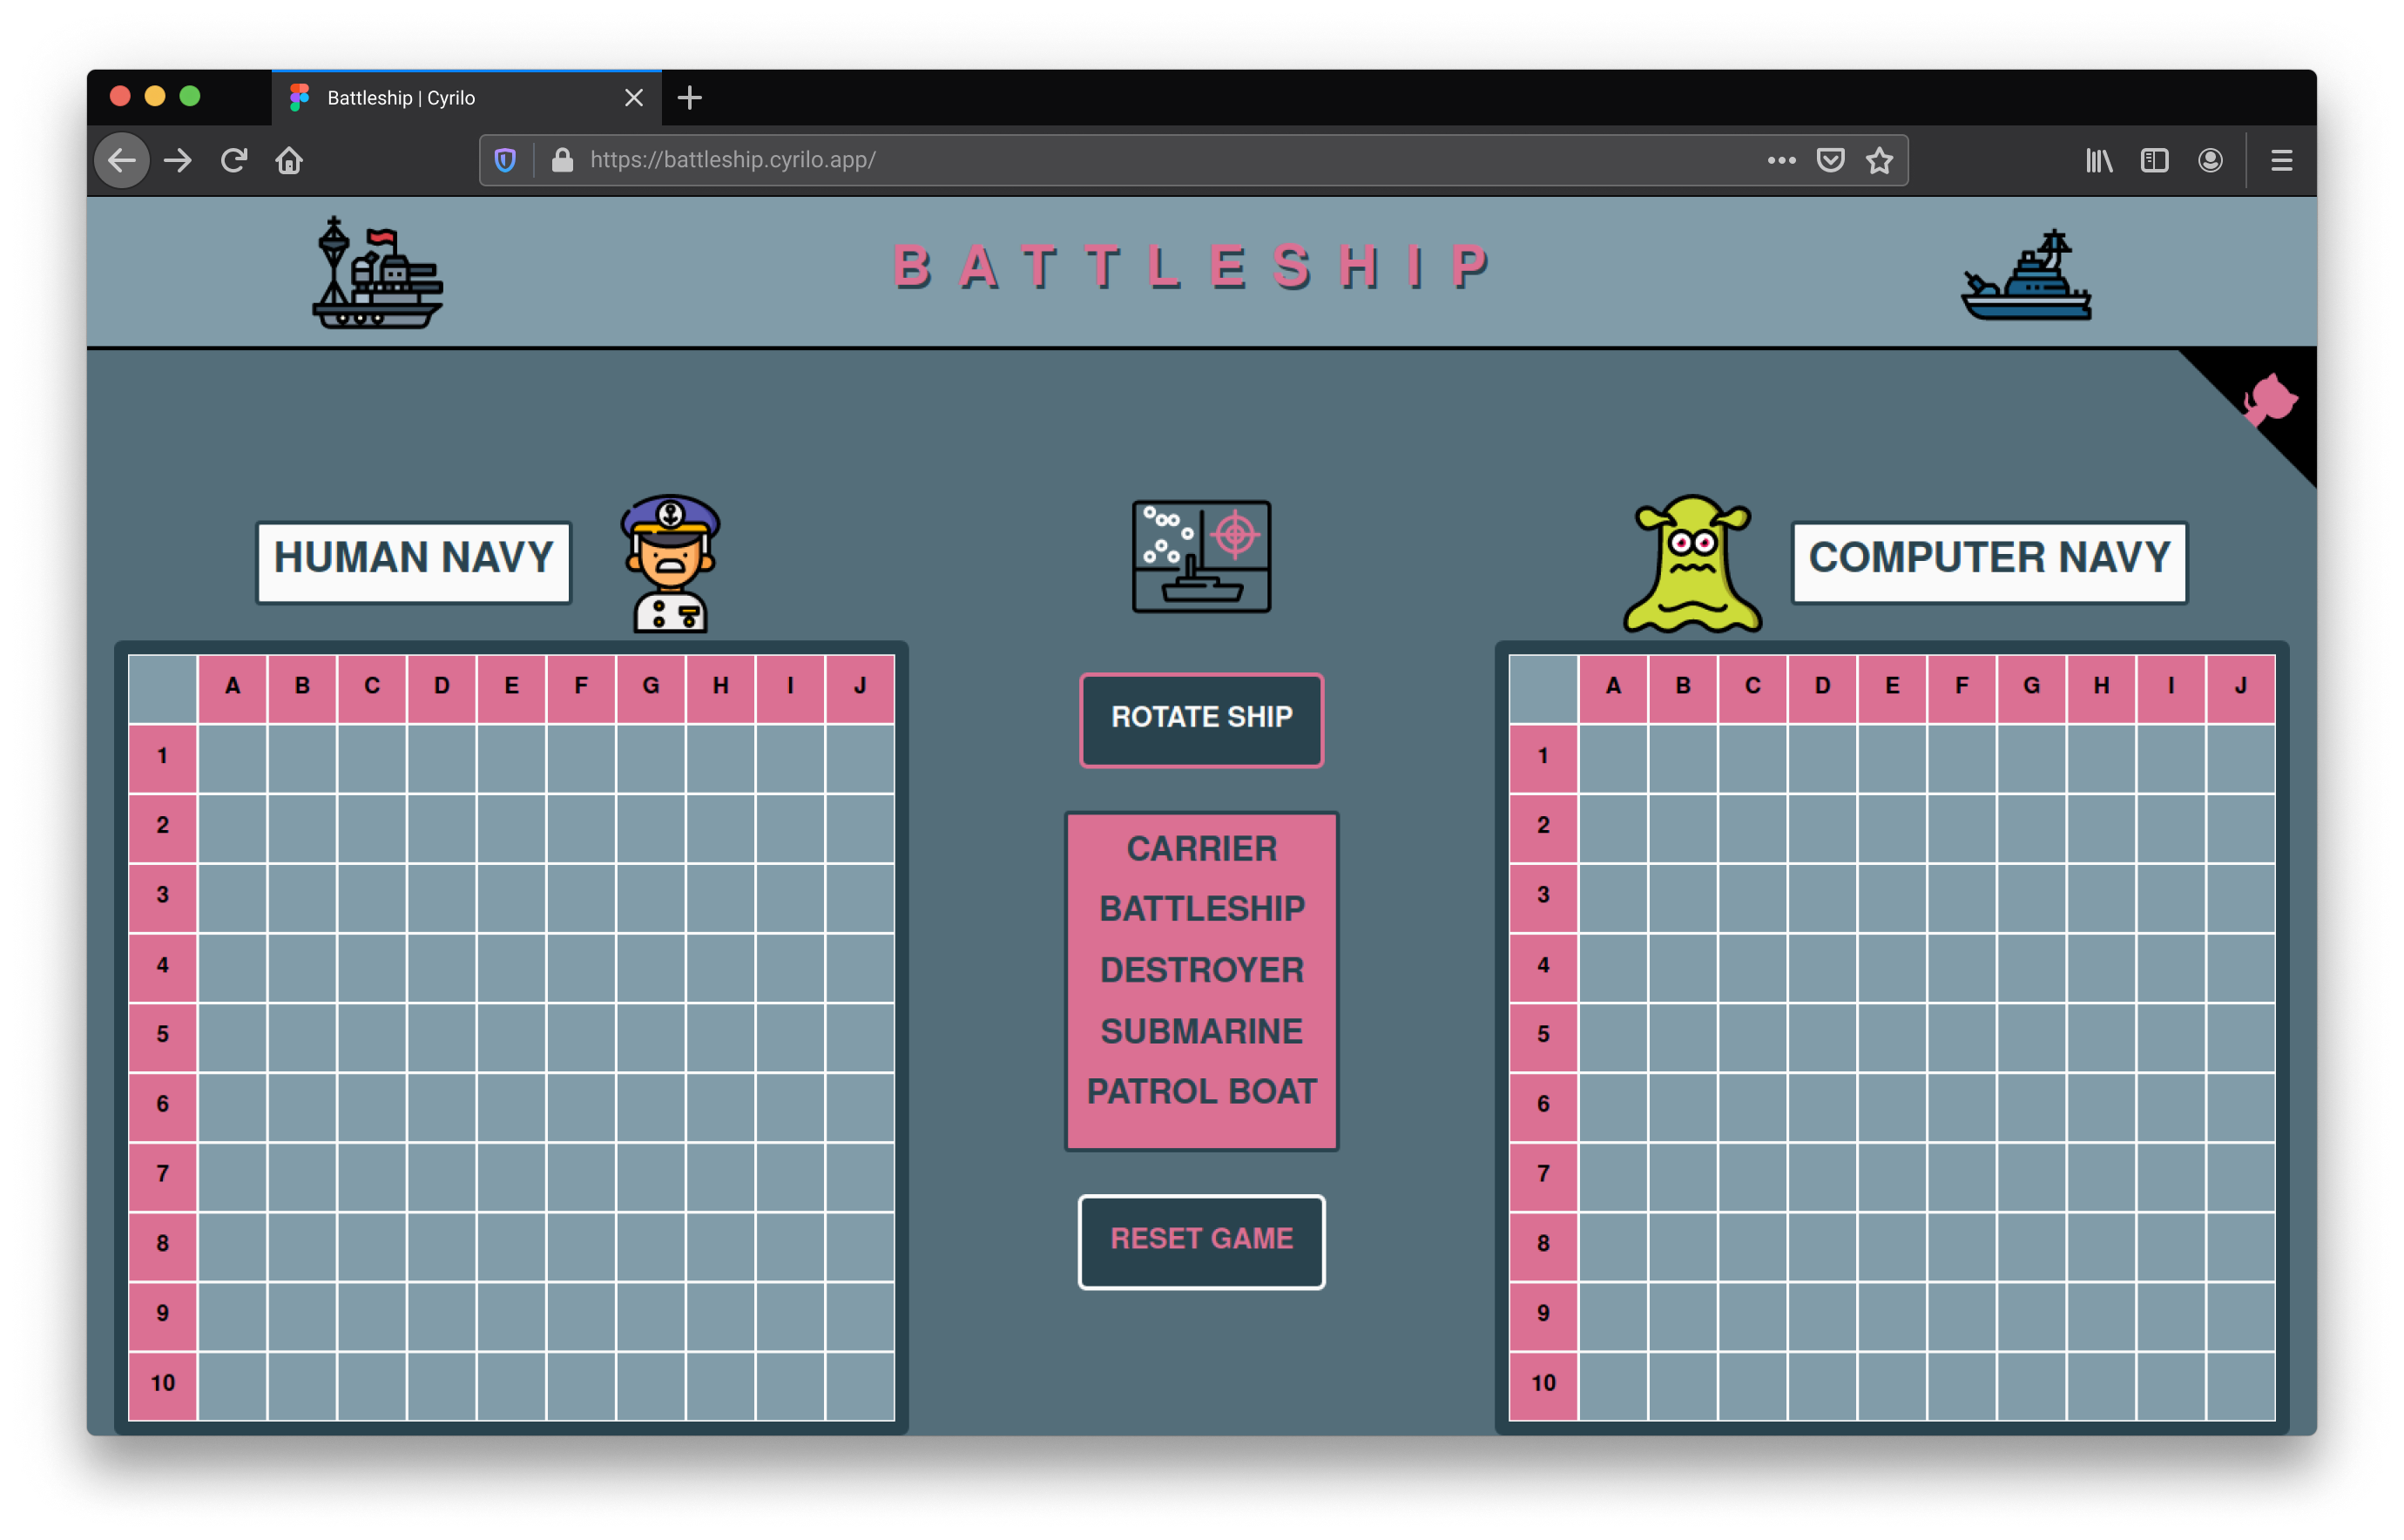 Battleship | Cyrilo
https://battleship.cyrilo.app/
BATTLESHIP
HUMAN NAVY
COMPUTER NAVY
A B C D E F G H I J
1
2
3
4
5
6
7
8
9
10
ROTATE SHIP
CARRIER
BATTLESHIP
DESTROYER
SUBMARINE
PATROL BOAT
RESET GAME
A B C D E F G H I J
1
2
3
4
5
6
7
8
9
10